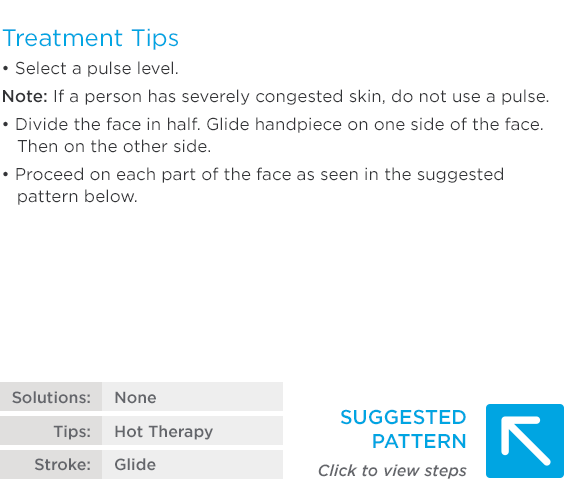 Treatment Tips
• Select a pulse level.
Note: If a person has severely congested skin, do not use a pulse.
• Divide the face in half. Glide handpiece on one side of the face.
Then on the other side.
• Proceed on each part of the face as seen in the suggested
pattern below.
Solutions: None
Tips: Hot Therapy
Stroke: Glide
SUGGESTED
PATTERN
Click to view steps